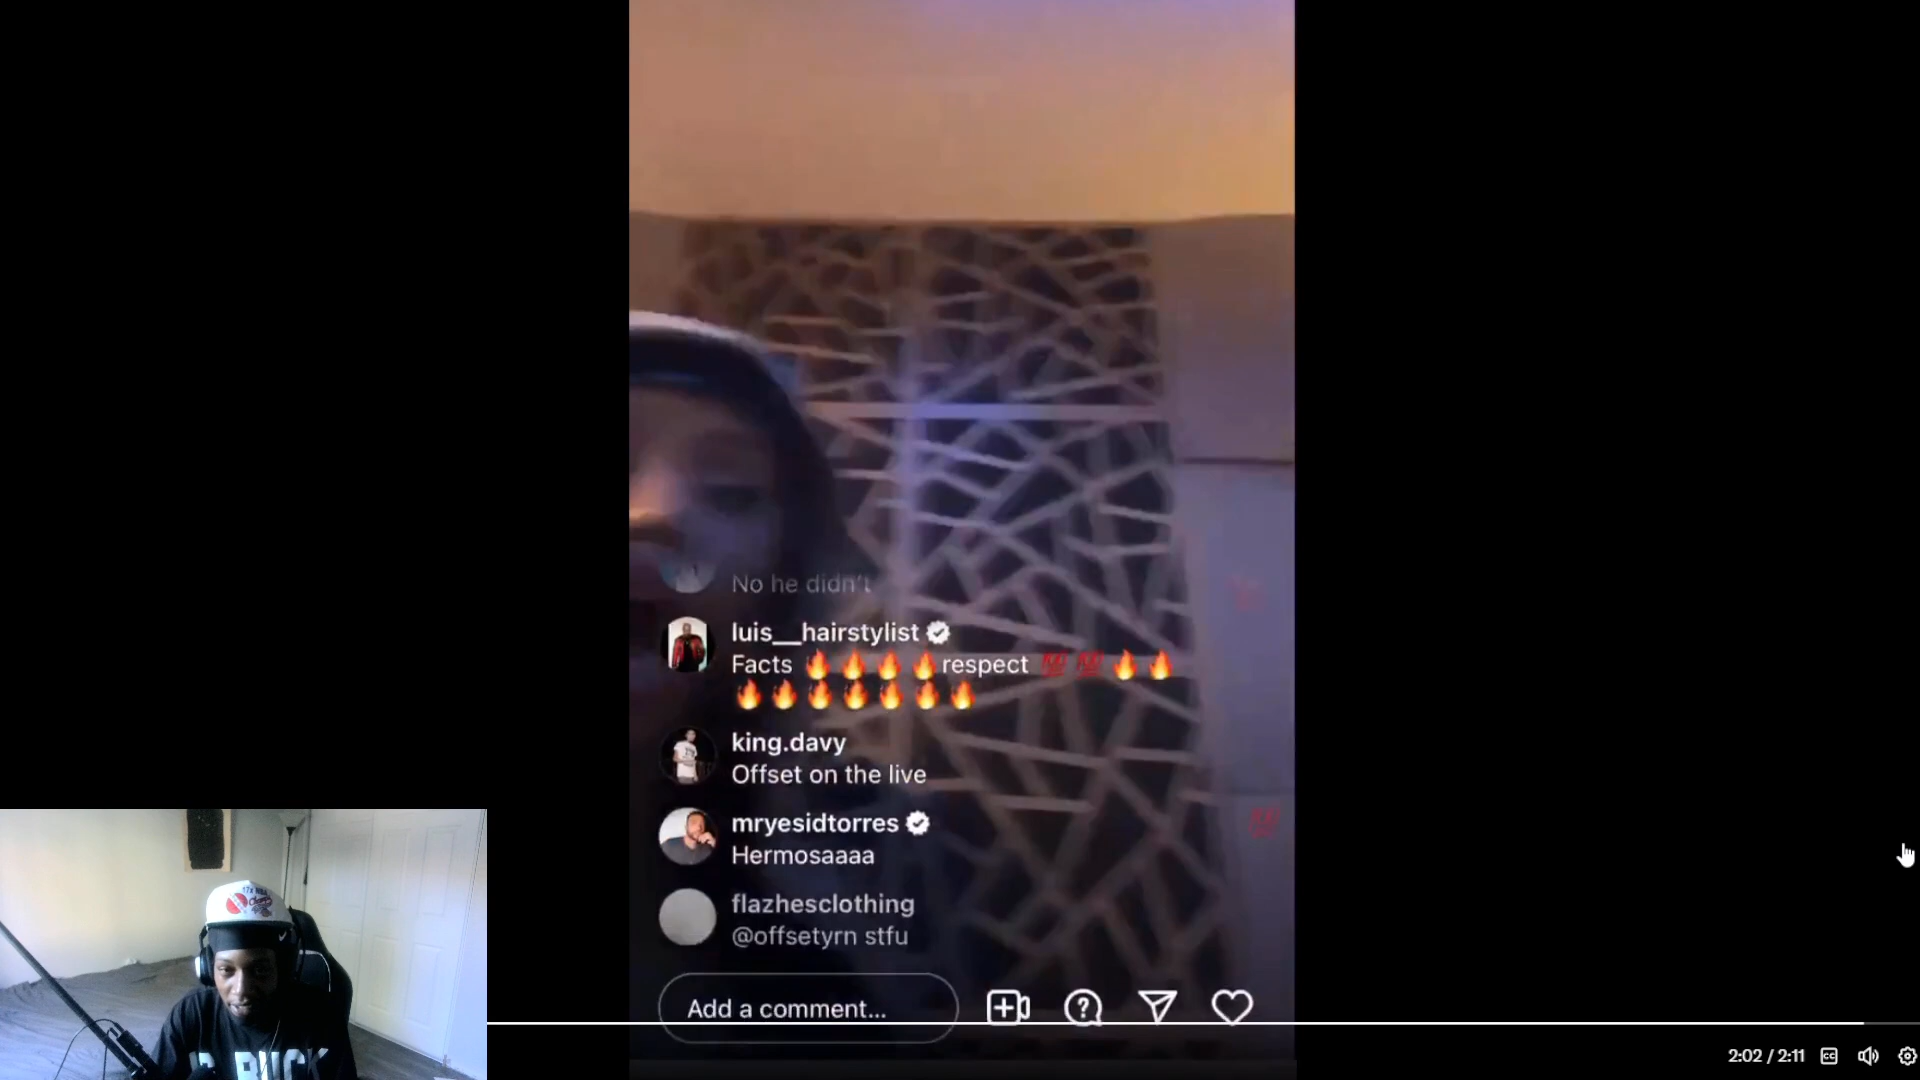 No he didn't
luis__hairstylist
Facts 🔥🔥🔥🔥respect 💯💯🔥🔥
🔥🔥🔥🔥🔥🔥🔥
king.davy
Offset on the live
mryesidtorres
Hermosaaaa
flazhesclothing
@offsetyrn stfu
Add a comment...
2:02 / 2:11
CC